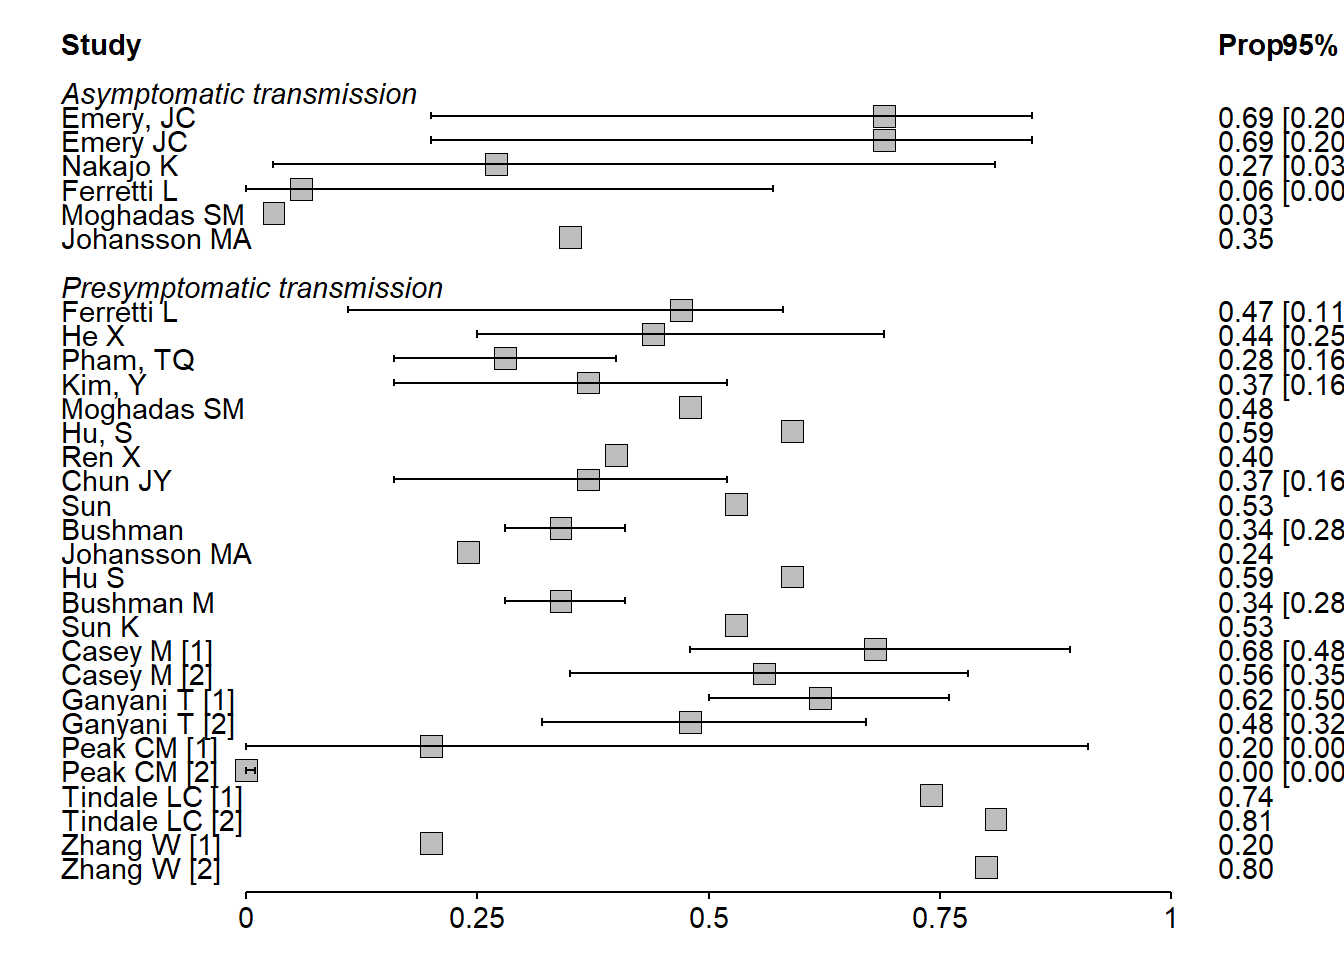 Study Prop95%
Asymptomatic transmission
Emery, JC 0.69 [0.20
Emery JC 0.69 [0.20
Nakajo K 0.27 [0.03
Ferretti L 0.06 [0.00
Moghadas SM 0.03
Johansson MA 0.35
Presymptomatic transmission
Ferretti L 0.47 [0.11
He X 0.44 [0.25
Pham, TQ 0.28 [0.16
Kim, Y 0.37 [0.16
Moghadas SM 0.48
Hu, S 0.59
Ren X 0.40
Chun JY 0.37 [0.16
Sun 0.53
Bushman 0.34 [0.28
Johansson MA 0.24
Hu S 0.59
Bushman M 0.34 [0.28
Sun K 0.53
Casey M [1] 0.68 [0.48
Casey M [2] 0.56 [0.35
Ganyani T [1] 0.62 [0.50
Ganyani T [2] 0.48 [0.32
Peak CM [1] 0.20 [0.00
Peak CM [2] 0.00 [0.00
Tindale LC [1] 0.74
Tindale LC [2] 0.81
Zhang W [1] 0.20
Zhang W [2] 0.80
0 0.25 0.5 0.75 1